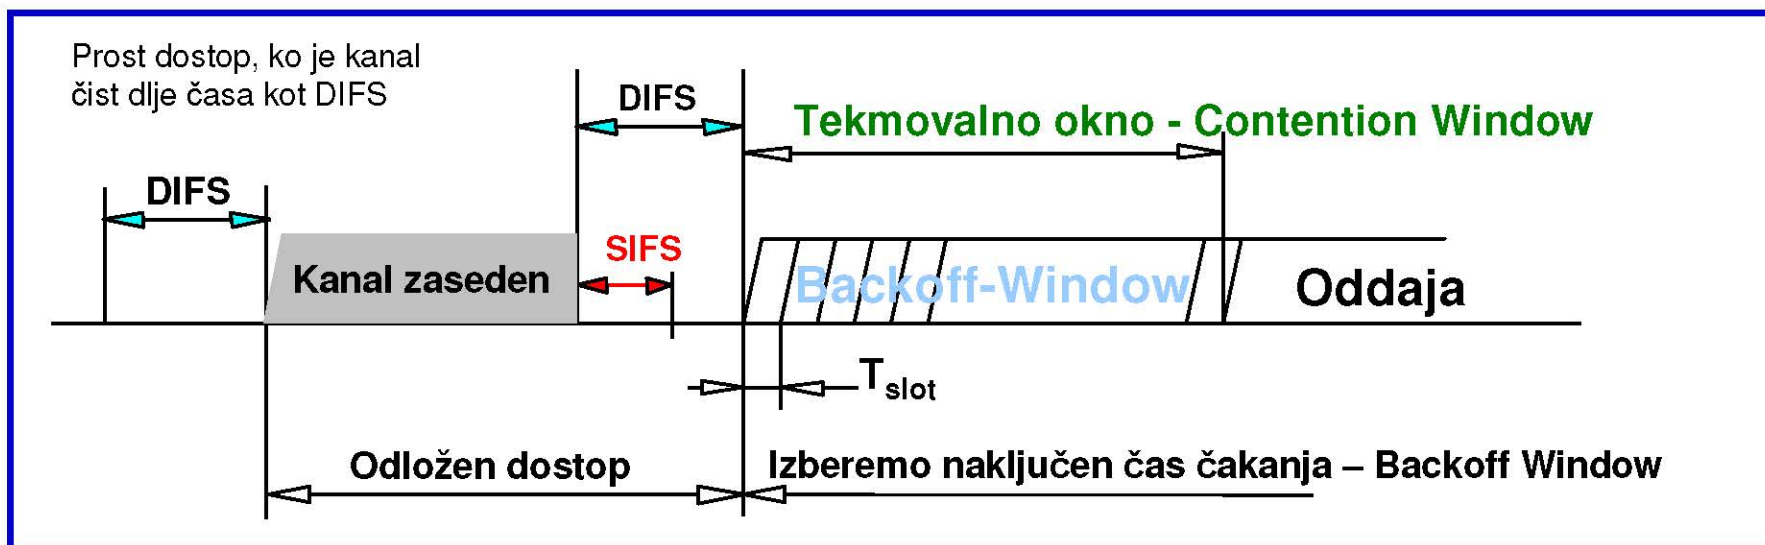 Prost dostop, ko je kanal
čist dlje časa kot DIFS
DIFS
Tekmovalno okno - Contention Window
DIFS
SIFS
Kanal zaseden
Backoff-Window
Oddaja
Tslot
Odložen dostop
Izberemo naključen čas čakanja – Backoff Window